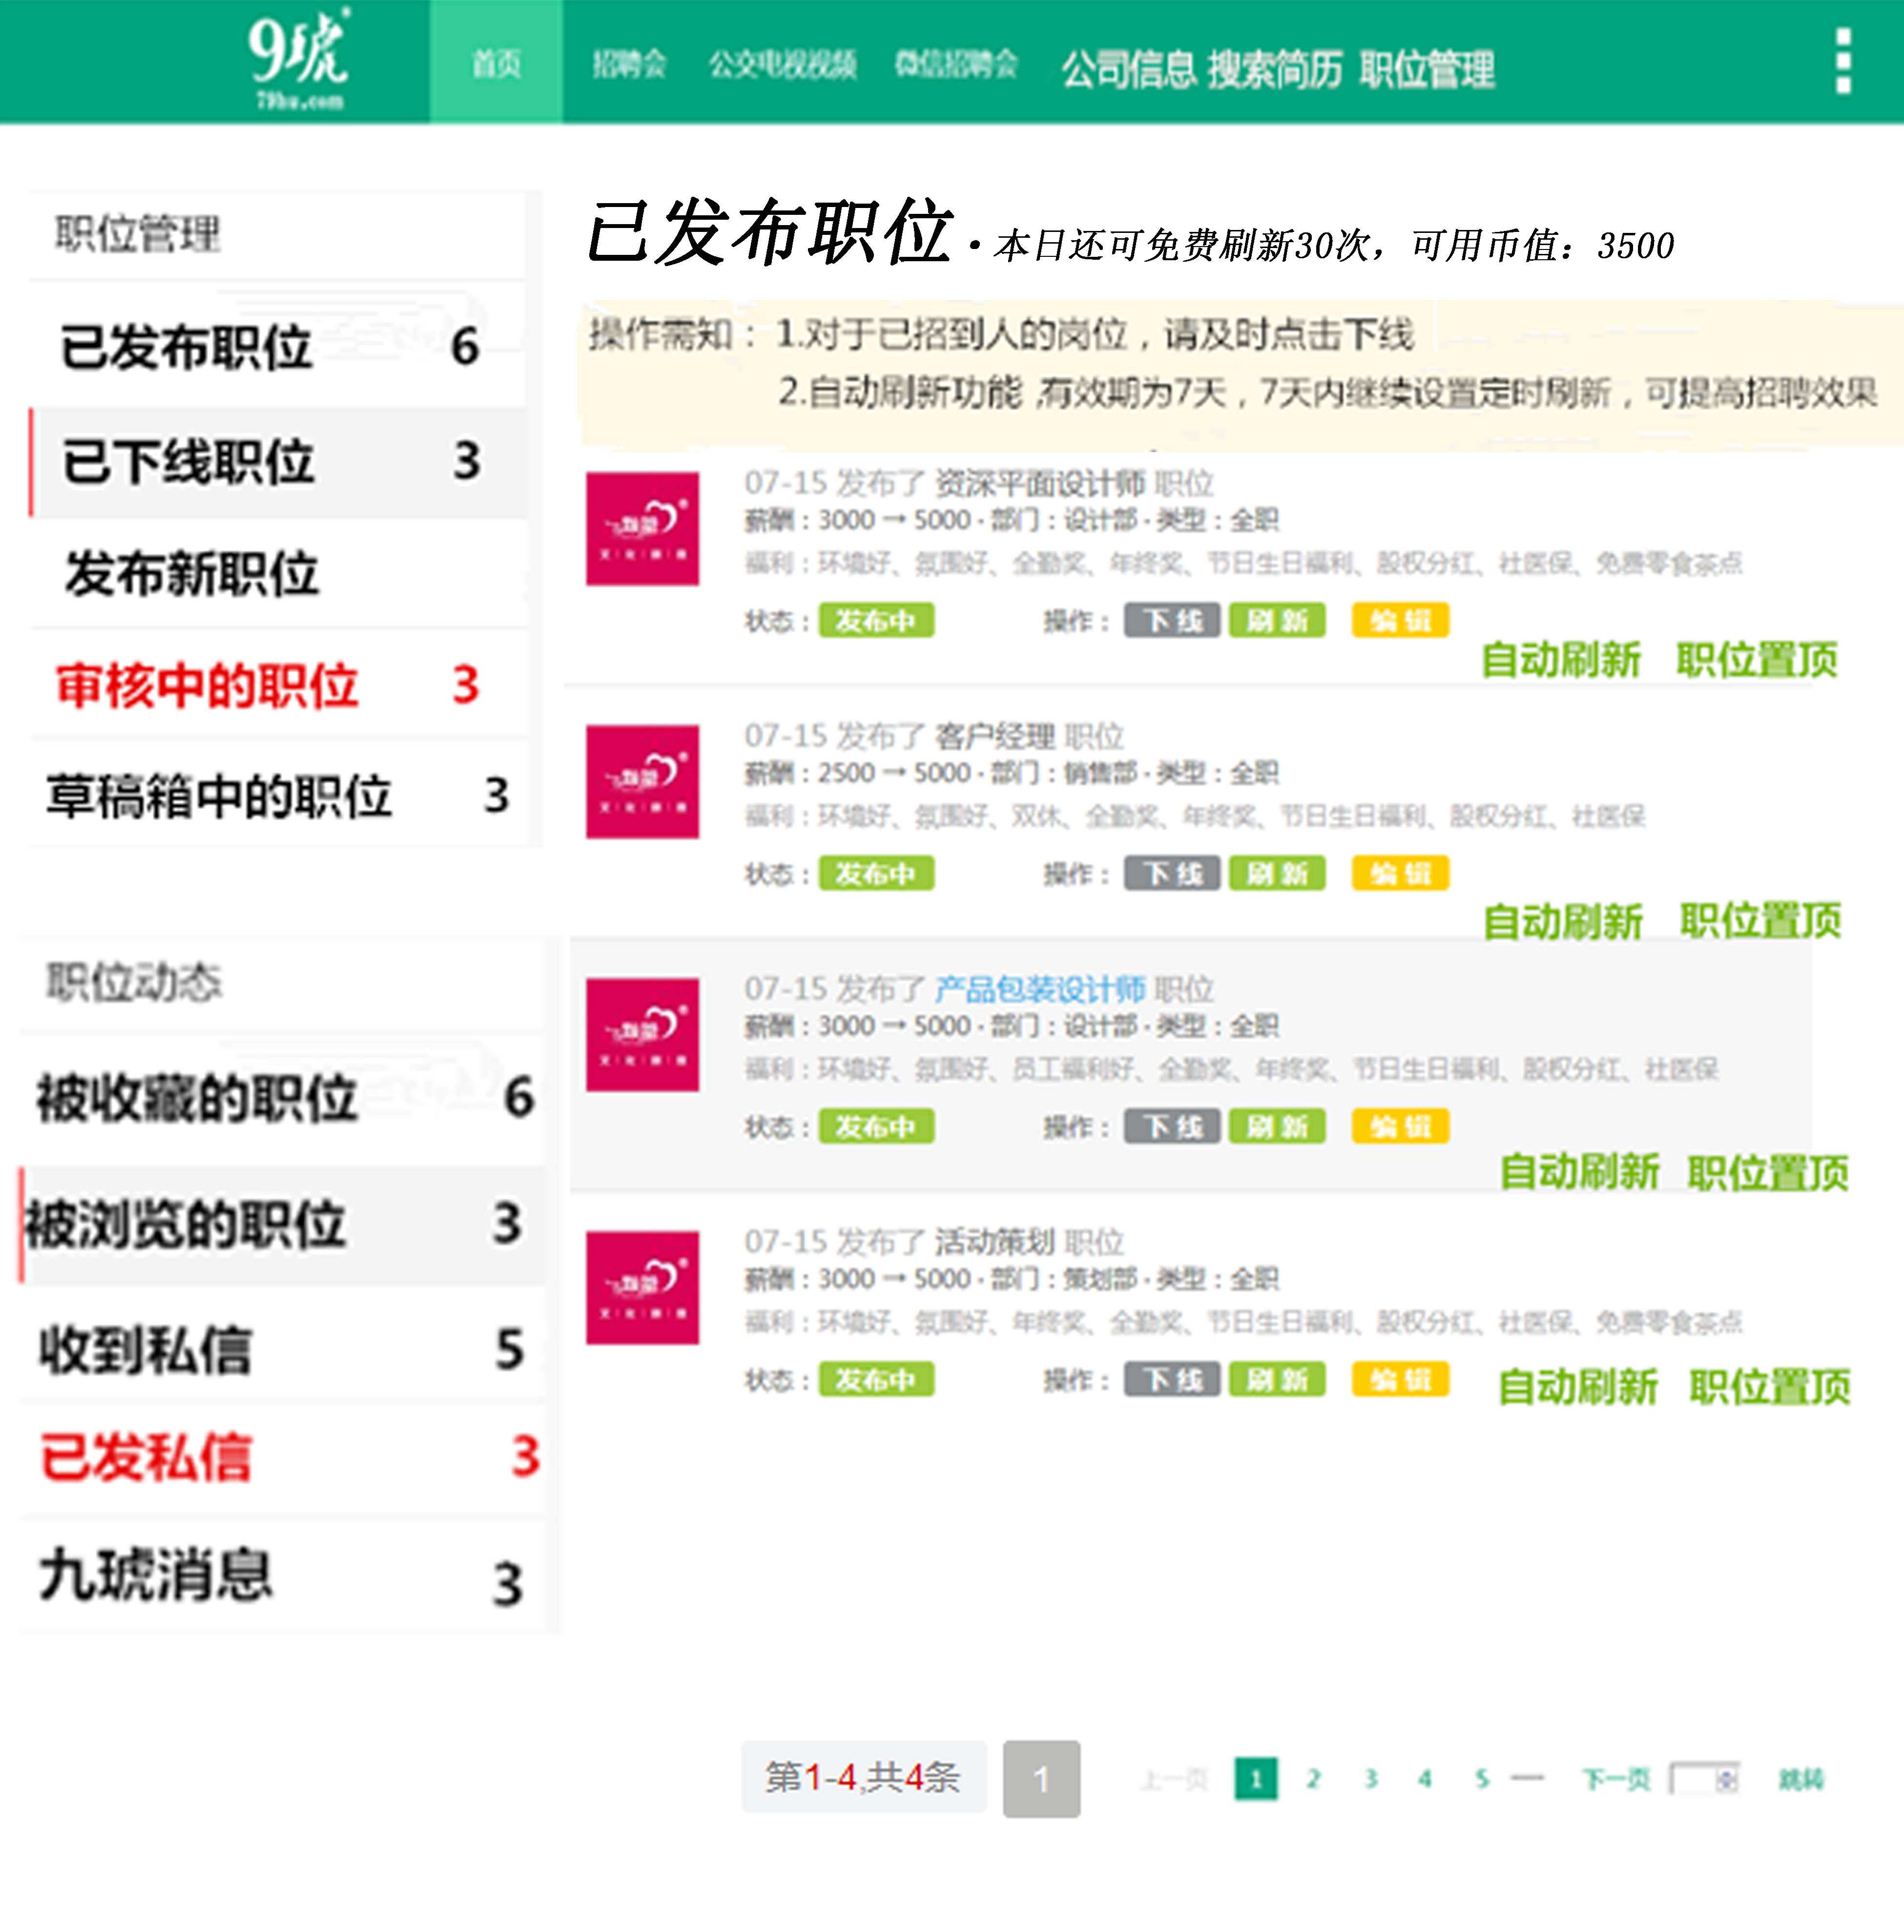 9琥
79hu.com
首页 招聘会 公交电视视频 微信招聘会 公司信息 搜索简历 职位管理
职位管理
已发布职位 6
已下线职位 3
发布新职位
审核中的职位 3
草稿箱中的职位 3
职位动态
被收藏的职位 6
被浏览的职位 3
收到私信 5
已发私信 3
九琥消息 3
已发布职位·本日还可免费刷新30次，可用币值：3500
操作需知： 1.对于已招到人的岗位，请及时点击下线
2.自动刷新功能 ,有效期为7天，7天内继续设置定时刷新，可提高招聘效果
07-15 发布了 资深平面设计师 职位
薪酬：3000 → 5000 · 部门：设计部 · 类型：全职
福利：环境好、氛围好、全勤奖、年终奖、节日生日福利、股权分红、社医保、免费零食茶点
状态： 发布中 操作： 下线 刷新 编辑
自动刷新 职位置顶
07-15 发布了 客户经理 职位
薪酬：2500 → 5000 · 部门：销售部 · 类型：全职
福利：环境好、氛围好、双休、全勤奖、年终奖、节日生日福利、股权分红、社医保
状态： 发布中 操作： 下线 刷新 编辑
自动刷新 职位置顶
07-15 发布了 产品包装设计师 职位
薪酬：3000 → 5000 · 部门：设计部 · 类型：全职
福利：环境好、氛围好、员工福利好、全勤奖、年终奖、节日生日福利、股权分红、社医保
状态： 发布中 操作： 下线 刷新 编辑
自动刷新 职位置顶
07-15 发布了 活动策划 职位
薪酬：3000 → 5000 · 部门：策划部 · 类型：全职
福利：环境好、氛围好、年终奖、全勤奖、节日生日福利、股权分红、社医保、免费零食茶点
状态： 发布中 操作： 下线 刷新 编辑 自动刷新 职位置顶
第1-4,共4条 1 上一页 1 2 3 4 5 — 下一页 跳转